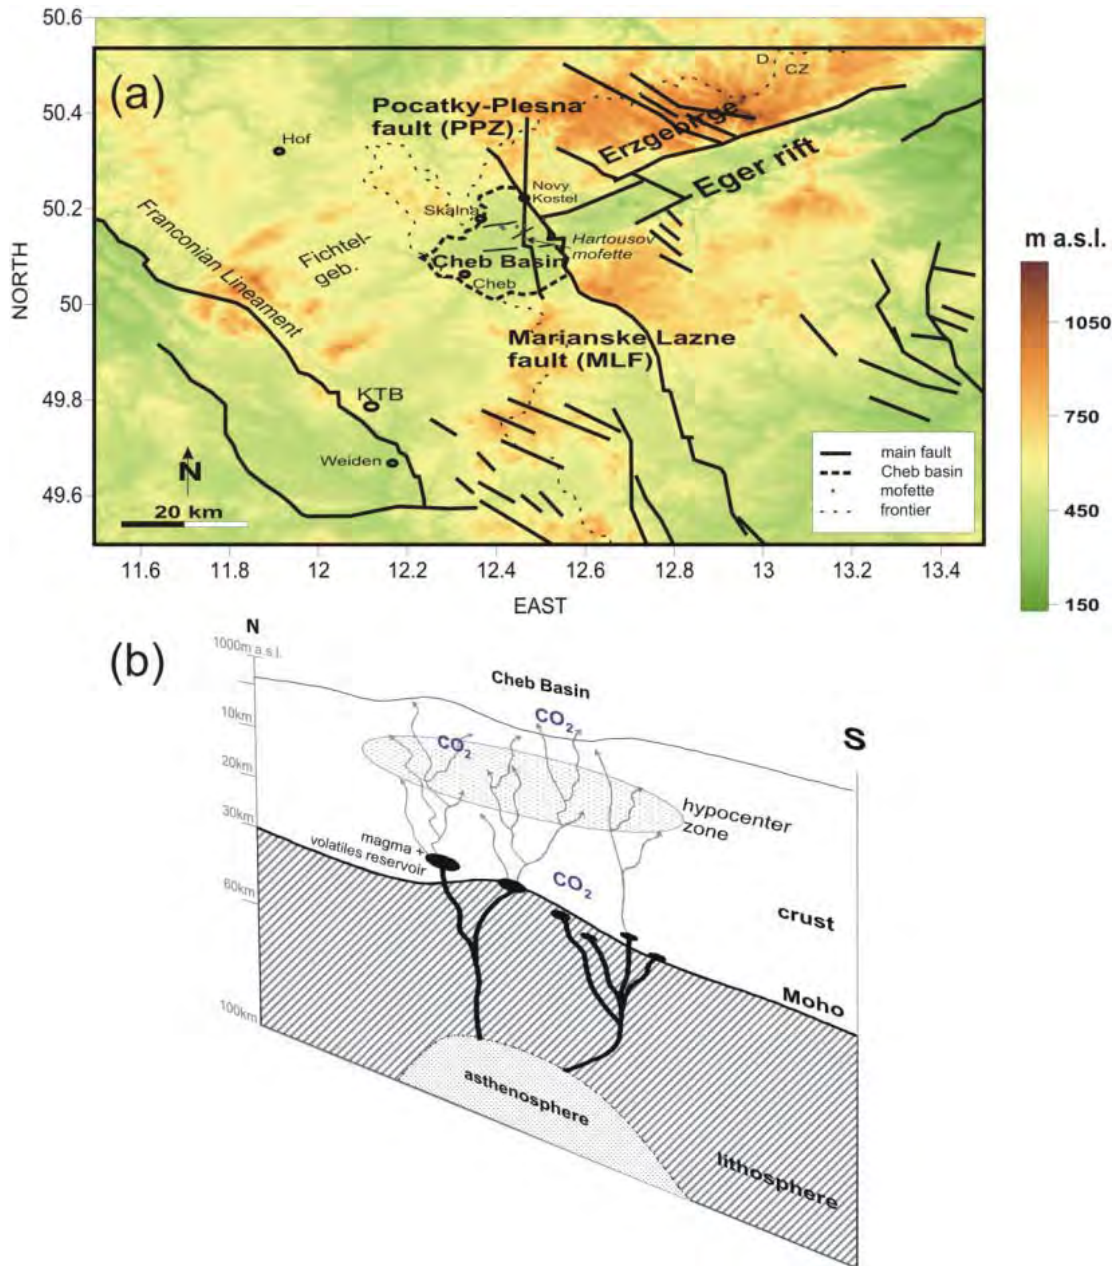 50.6
50.4
50.2
50
49.8
49.6
NORTH
(a)
D
CZ
Pocatky-Plesna
fault (PPZ)
Erzgebirge
Eger rift
Hof
Novy
Kostel
Skalna
Franconian Lineament
Fichtel-
geb.
Hartousov
mofette
Cheb Basin
Cheb
Marianske Lazne
fault (MLF)
KTB
Weiden
N
20 km
main fault
Cheb basin
mofette
frontier
11.6
11.8
12
12.2
12.4
12.6
12.8
13
13.2
13.4
EAST
m a.s.l.
1050
750
450
150
(b)
N
1000m a.s.l.
10km
20km
30km
60km
100km
Cheb Basin
CO2
CO2
S
hypocenter
zone
magma +
volatiles reservoir
CO2
crust
Moho
asthenosphere
lithosphere